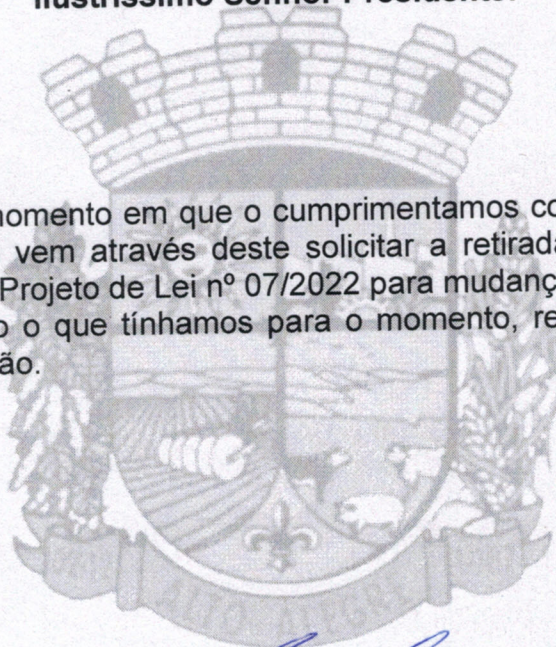 Ilustríssimo Senhor Presidente:
momento em que o cumprimentamos co
vem através deste solicitar a retirada
Projeto de Lei nº 07/2022 para mudanç
o que tínhamos para o momento, re
ão.
ALTO ALEGRE